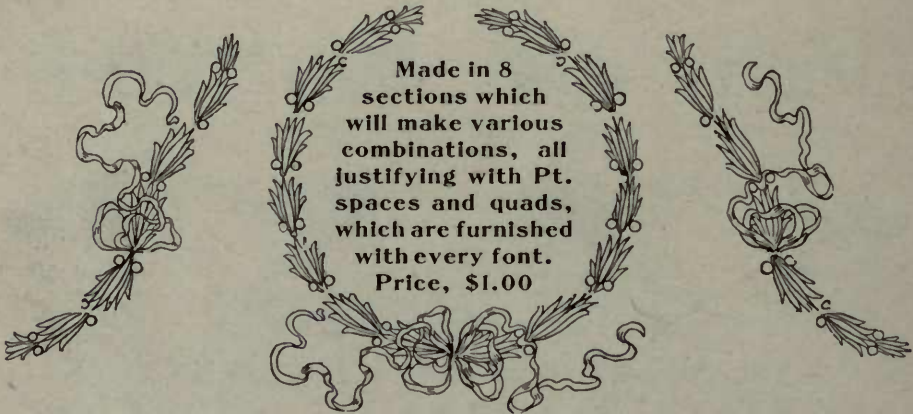 Made in 8
sections which
will make various
combinations, all
justifying with Pt.
spaces and quads,
which are furnished
with every font.
Price, $1.00